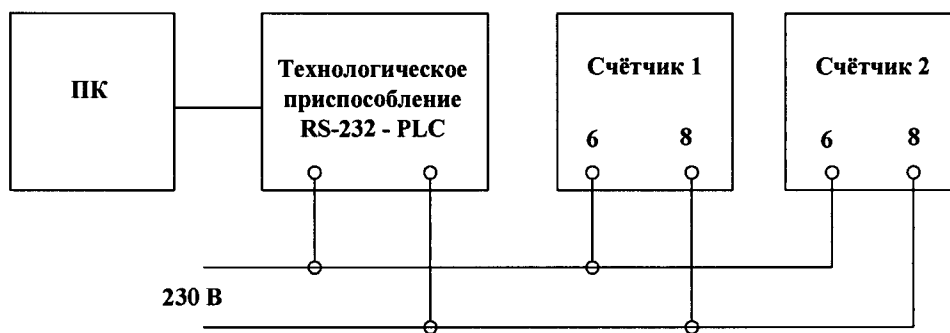 ПК
Технологическое
приспособление
RS-232 - PLC
Счётчик 1
6 8
Счётчик 2
6 8
230 В